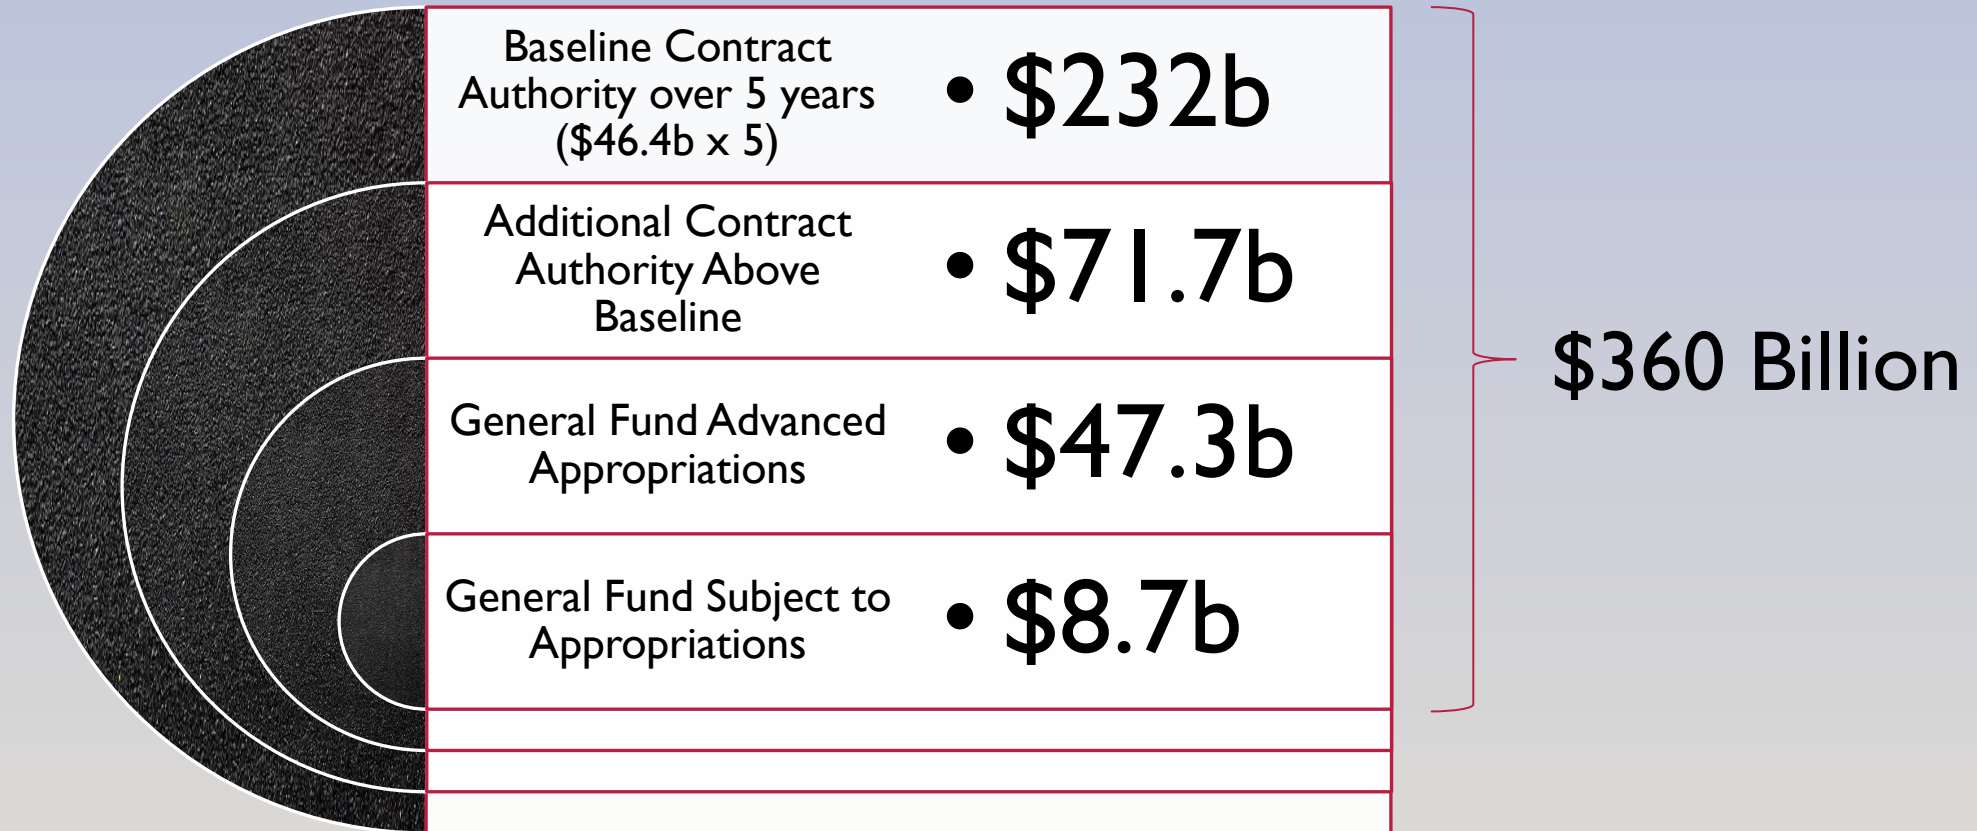 Baseline Contract
Authority over 5 years
($46.4b x 5)
• $232b
Additional Contract
Authority Above
Baseline
• $71.7b
General Fund Advanced
Appropriations
• $47.3b
General Fund Subject to
Appropriations
• $8.7b
$360 Billion